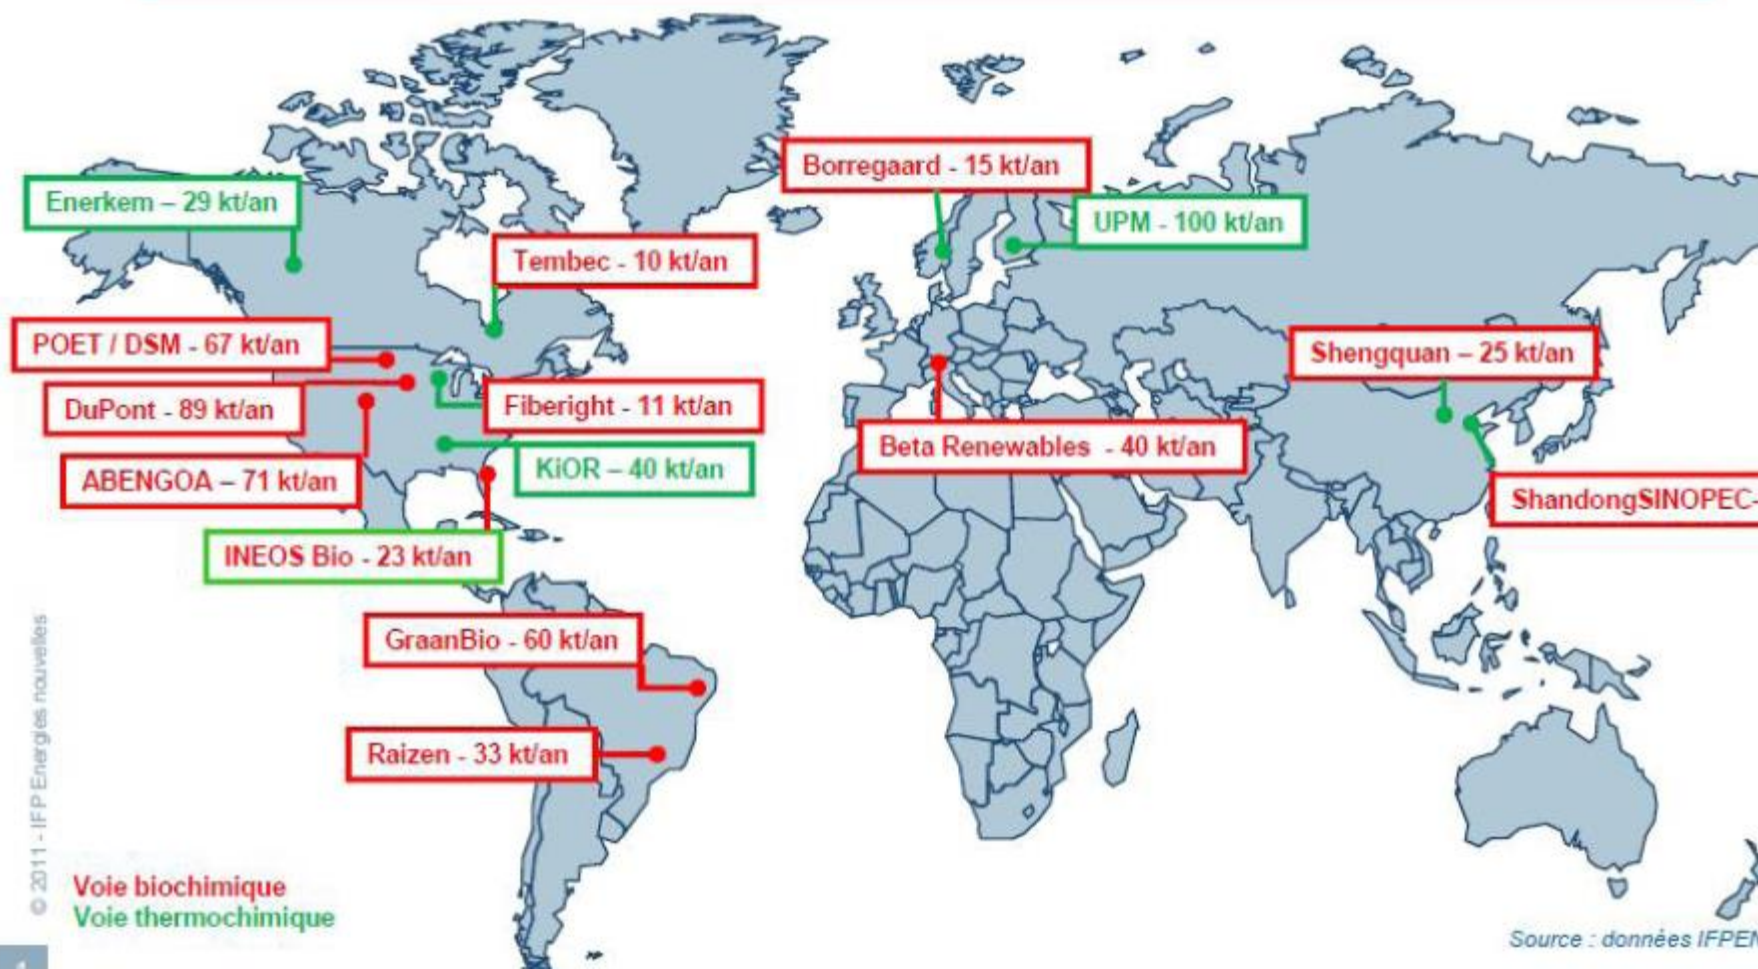 Borregaard - 15 kt/an
Enerkem – 29 kt/an
UPM - 100 kt/an
Tembec - 10 kt/an
POET / DSM - 67 kt/an
Shengquan – 25 kt/an
DuPont - 89 kt/an
Fiberight - 11 kt/an
Beta Renewables - 40 kt/an
KiOR – 40 kt/an
ABENGOA – 71 kt/an
ShandongSINOPEC-
INEOS Bio - 23 kt/an
GraanBio - 60 kt/an
Raizen - 33 kt/an
© 2011 - IFP Energies nouvelles
Voie biochimique
Voie thermochimique
Source : données IFPEN